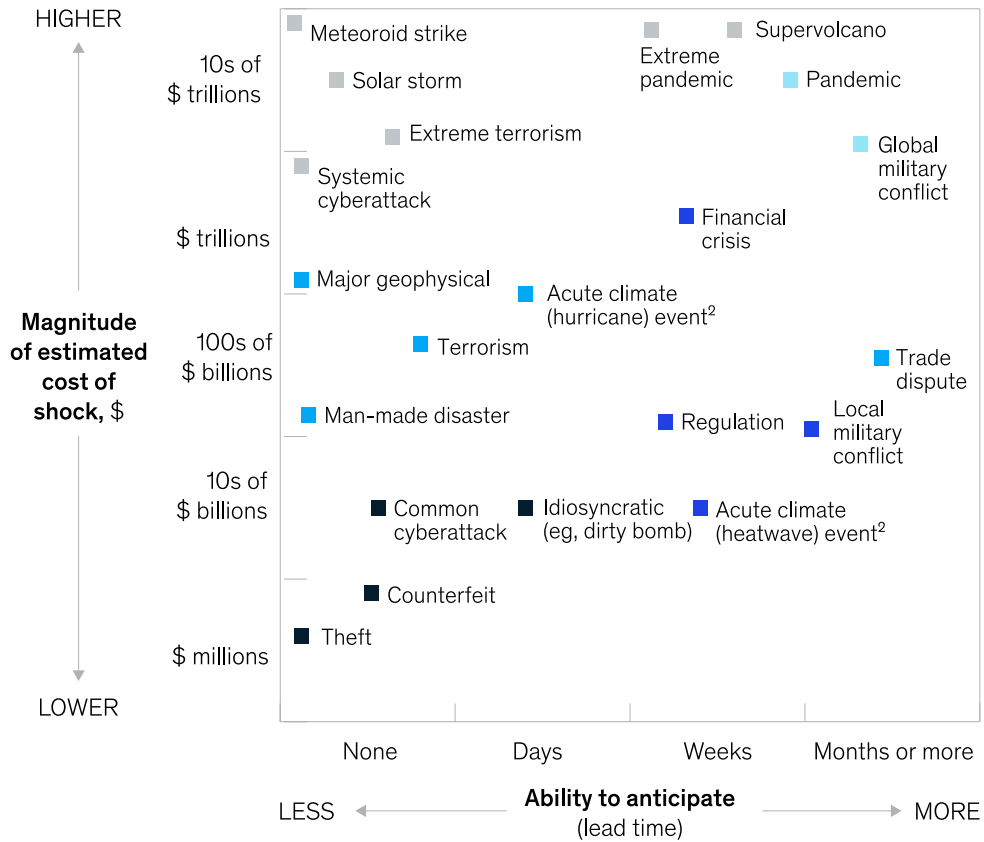 HIGHER
Meteoroid strike
Supervolcano
Extreme
pandemic
10s of
$ trillions
Solar storm
Pandemic
Extreme terrorism
Global
military
conflict
Systemic
cyberattack
Financial
crisis
$ trillions
Major geophysical
Acute climate
(hurricane) event²
Magnitude
of estimated
cost of
shock, $
100s of
$ billions
Terrorism
Trade
dispute
Man-made disaster
Regulation
Local
military
conflict
10s of
$ billions
Common
cyberattack
Idiosyncratic
(eg, dirty bomb)
Acute climate
(heatwave) event²
Counterfeit
Theft
$ millions
LOWER
None
Days
Weeks
Months or more
LESS
Ability to anticipate
(lead time)
MORE